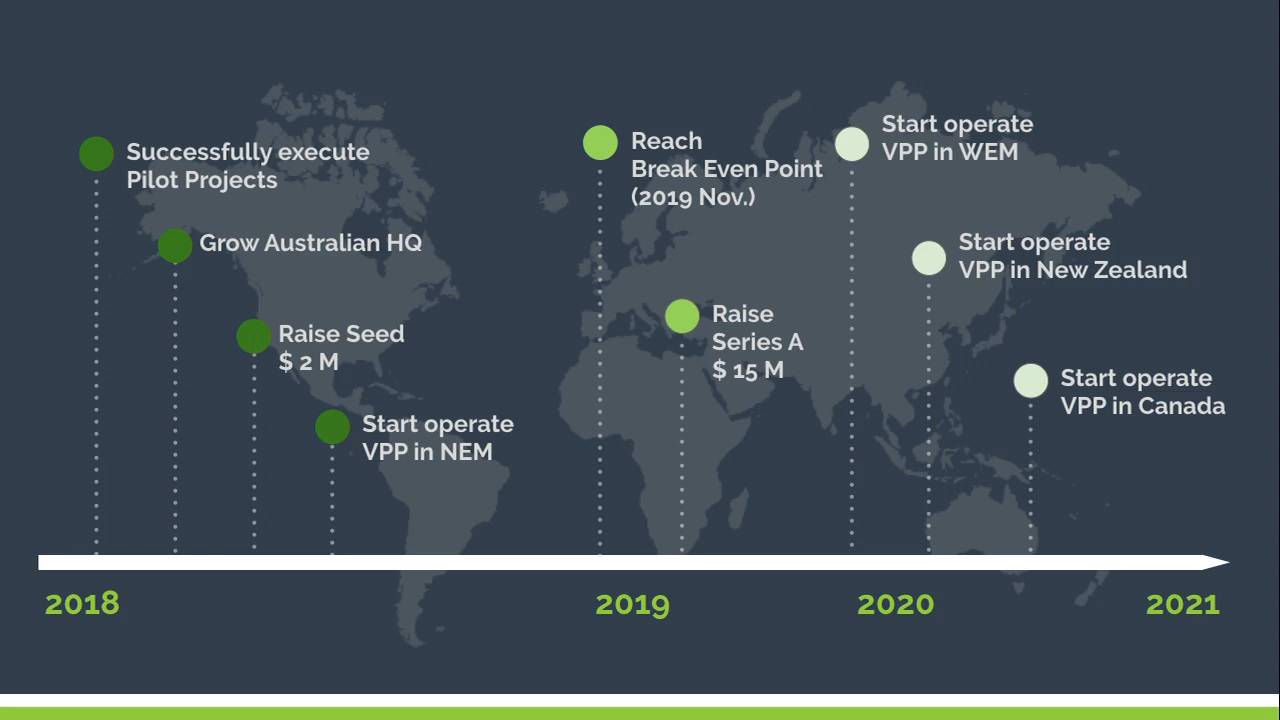 Successfully execute
Pilot Projects
Grow Australian HQ
Raise Seed
$ 2 M
Start operate
VPP in NEM
Reach
Break Even Point
(2019 Nov.)
Raise
Series A
$ 15 M
Start operate
VPP in WEM
Start operate
VPP in New Zealand
Start operate
VPP in Canada
2018
2019
2020
2021